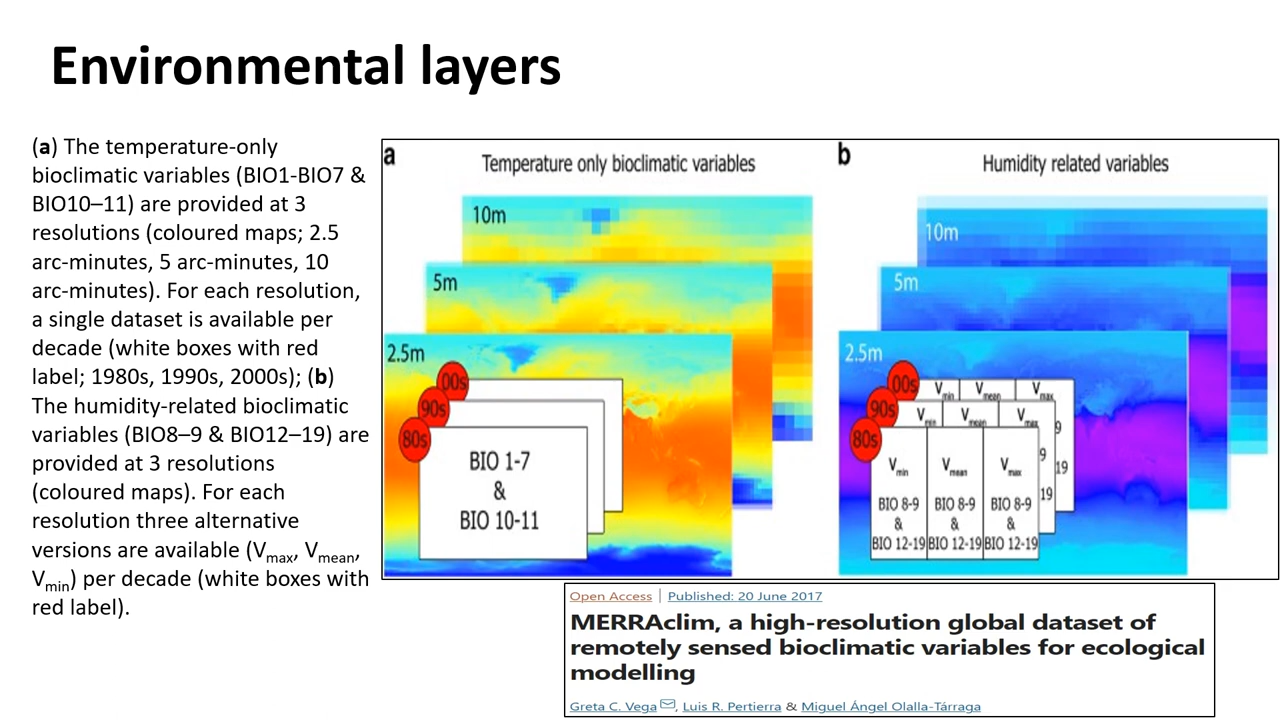 Environmental layers
(a) The temperature-only
bioclimatic variables (BIO1-BIO7 &
BIO10–11) are provided at 3
resolutions (coloured maps; 2.5
arc-minutes, 5 arc-minutes, 10
arc-minutes). For each resolution,
a single dataset is available per
decade (white boxes with red
label; 1980s, 1990s, 2000s); (b)
The humidity-related bioclimatic
variables (BIO8–9 & BIO12–19) are
provided at 3 resolutions
(coloured maps). For each
resolution three alternative
versions are available (Vmax, Vmean,
Vmin) per decade (white boxes with
red label).
a
Temperature only bioclimatic variables
10m
5m
2.5m
00s
90s
80s
BIO 1-7
&
BIO 10-11
b
Humidity related variables
10m
5m
2.5m
00s
Vmin Vmean Vmax
90s
Vmin Vmean Vmax
9
19
80s
9
19
Vmin Vmean Vmax
BIO 8-9 BIO 8-9 BIO 8-9
& & &
BIO 12-19 BIO 12-19 BIO 12-19
Open Access | Published: 20 June 2017
MERRAclim, a high-resolution global dataset of
remotely sensed bioclimatic variables for ecological
modelling
Greta C. Vega, Luis R. Pertierra & Miguel Ángel Olalla-Tárraga